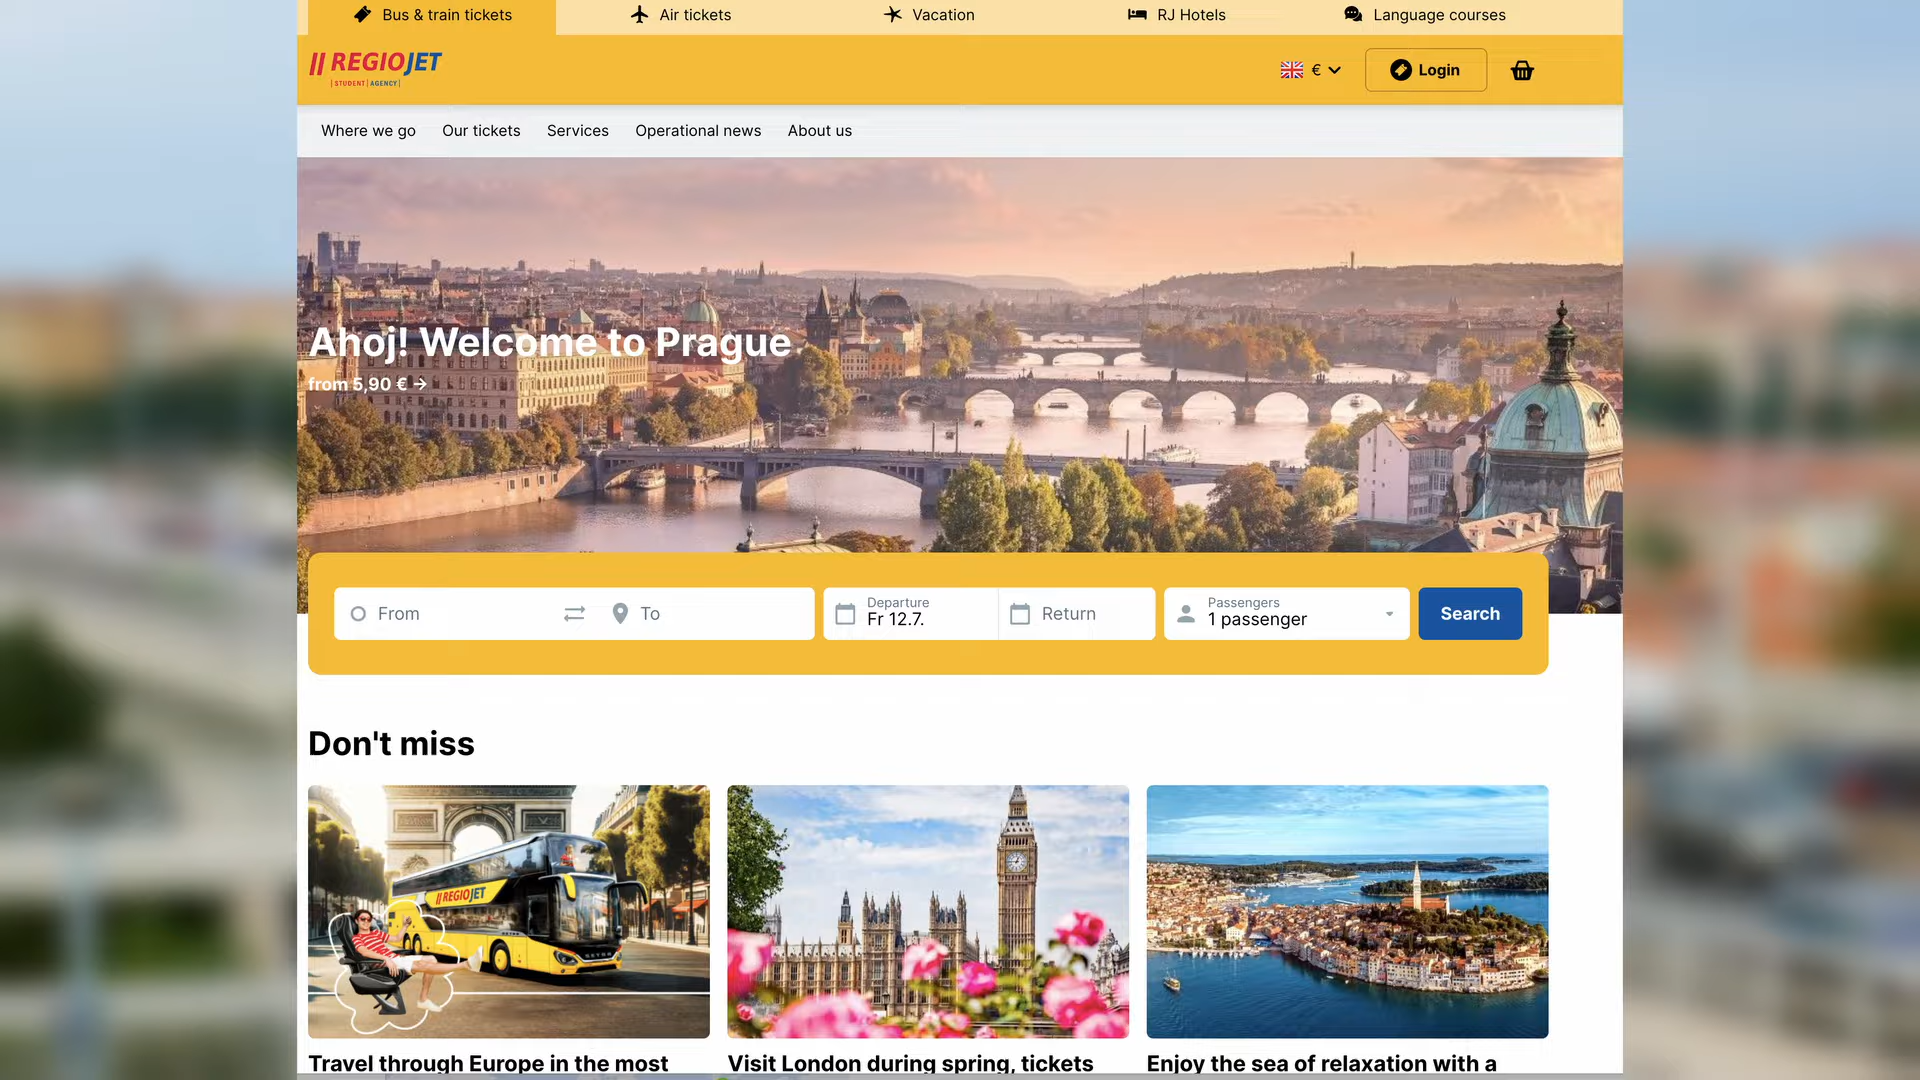 Bus & train tickets
Air tickets
Vacation
RJ Hotels
Language courses
REGIOJET
STUDENT AGENCY
€
Login
Where we go
Our tickets
Services
Operational news
About us
Ahoj! Welcome to Prague
from 5,90 € →
From
To
Departure
Fr 12.7.
Return
Passengers
1 passenger
Search
Don't miss
REGIOJET
SETRA
Travel through Europe in the most
Visit London during spring, tickets
Enjoy the sea of relaxation with a